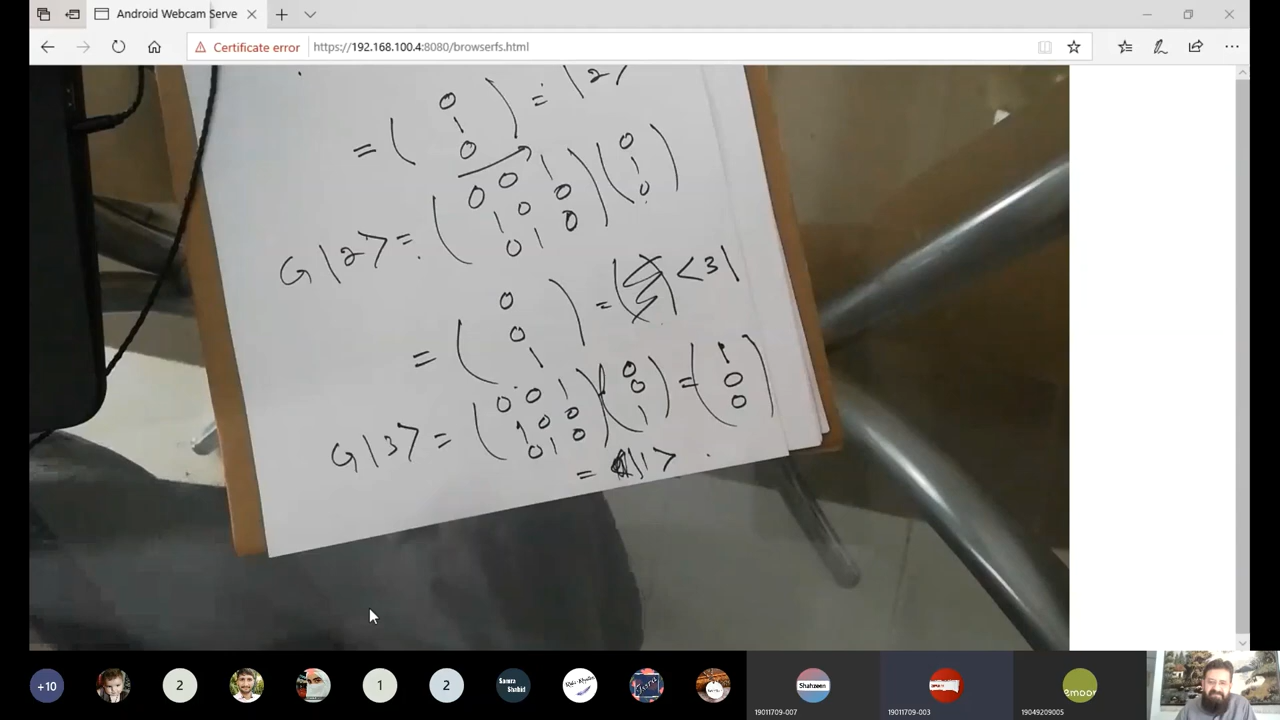 Android Webcam Serve
Certificate error
https://192.168.100.4:8080/browserfs.html
= ( 0 1 0 ) = |2>
G|2> = ( 0 0 1
1 0 0
0 1 0 ) ( 0 1 0 )
= ( 0 0 1 ) = <3|
G|3> = ( 0 0 1
1 0 0
0 1 0 ) ( 0 0 1 ) = ( 1 0 0 )
= |1> .
+10
2
1
2
Samra Shahid
Shahzeen
19011709-007
19011709-003
19049209005